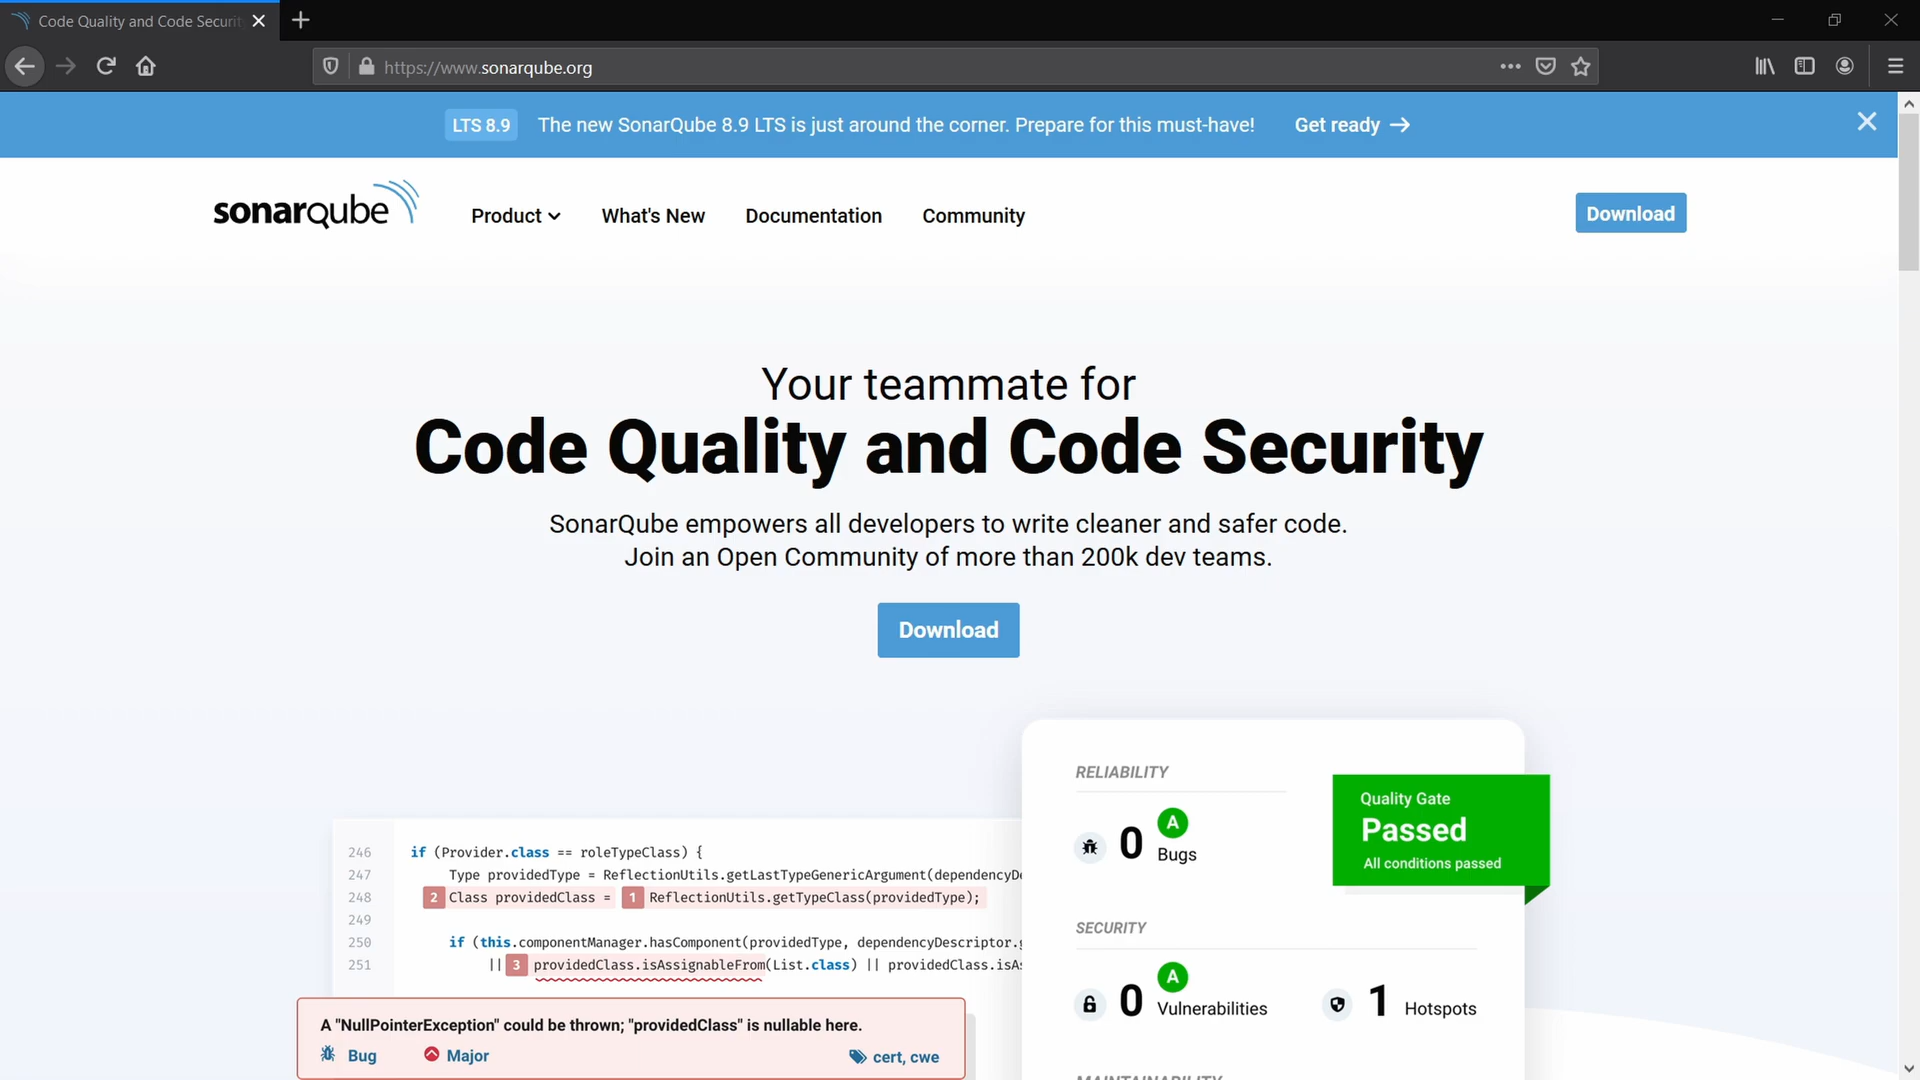 Code Quality and Code Securit
https://www.sonarqube.org
LTS 8.9 The new SonarQube 8.9 LTS is just around the corner. Prepare for this must-have! Get ready →
sonarqube Product What's New Documentation Community Download
Your teammate for
Code Quality and Code Security
SonarQube empowers all developers to write cleaner and safer code.
Join an Open Community of more than 200k dev teams.
Download
246 if (Provider.class == roleTypeClass) {
247 Type providedType = ReflectionUtils.getLastTypeGenericArgument(dependencyDe
248 2 Class providedClass = 1 ReflectionUtils.getTypeClass(providedType);
249
250 if (this.componentManager.hasComponent(providedType, dependencyDescriptor.g
251 || 3 providedClass.isAssignableFrom(List.class) || providedClass.isAs
A "NullPointerException" could be thrown; "providedClass" is nullable here.
Bug Major cert, cwe
RELIABILITY
0 A Bugs
Quality Gate
Passed
All conditions passed
SECURITY
0 A Vulnerabilities 1 Hotspots
MAINTAINABILITY